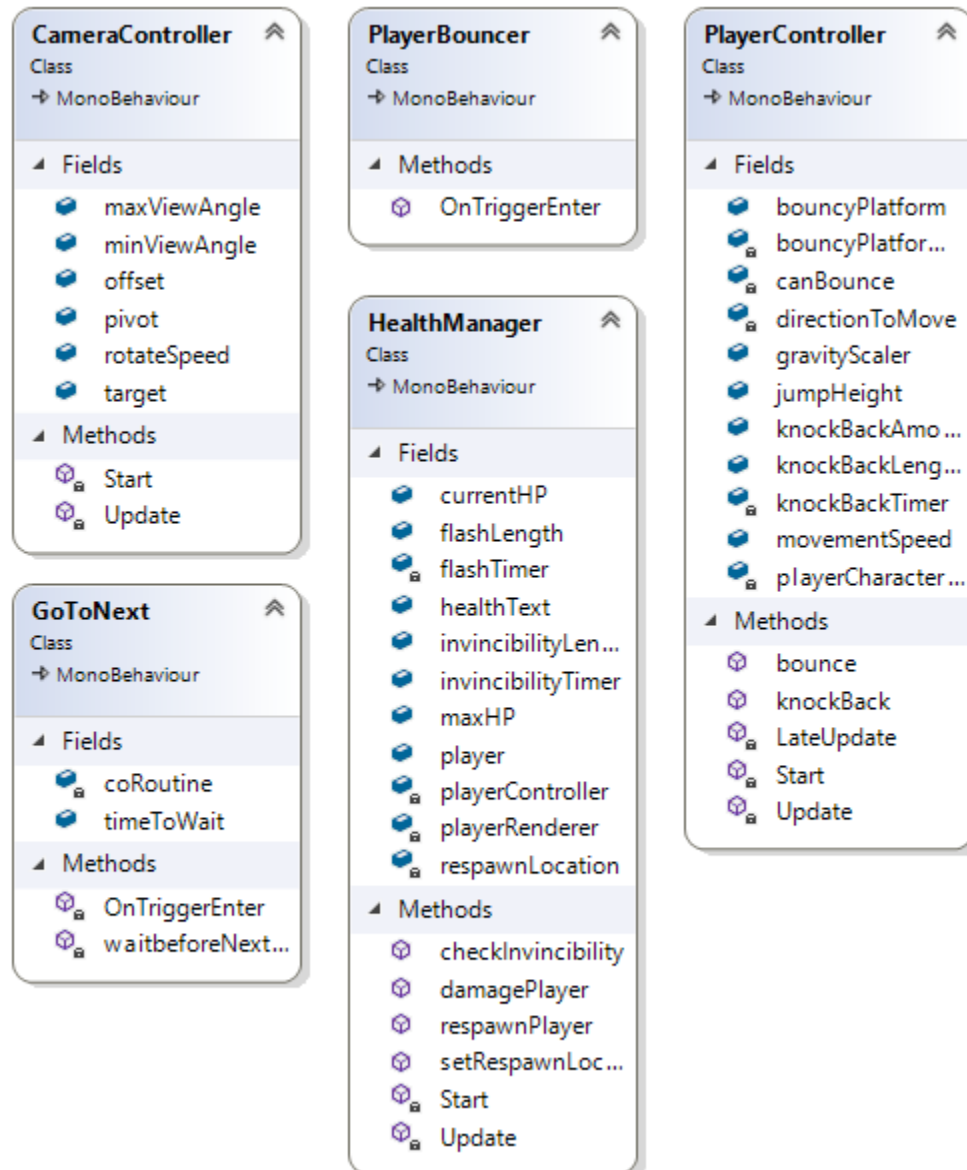 CameraController
Class
MonoBehaviour
Fields
maxViewAngle
minViewAngle
offset
pivot
rotateSpeed
target
Methods
Start
Update
GoToNext
Class
MonoBehaviour
Fields
coRoutine
timeToWait
Methods
OnTriggerEnter
waitbeforeNext...
PlayerBouncer
Class
MonoBehaviour
Methods
OnTriggerEnter
HealthManager
Class
MonoBehaviour
Fields
currentHP
flashLength
flashTimer
healthText
invincibilityLen...
invincibilityTimer
maxHP
player
playerController
playerRenderer
respawnLocation
Methods
checkInvincibility
damagePlayer
respawnPlayer
setRespawnLoc...
Start
Update
PlayerController
Class
MonoBehaviour
Fields
bouncyPlatform
bouncyPlatfor...
canBounce
directionToMove
gravityScaler
jumpHeight
knockBackAmo...
knockBackLeng...
knockBackTimer
movementSpeed
playerCharacter...
Methods
bounce
knockBack
LateUpdate
Start
Update